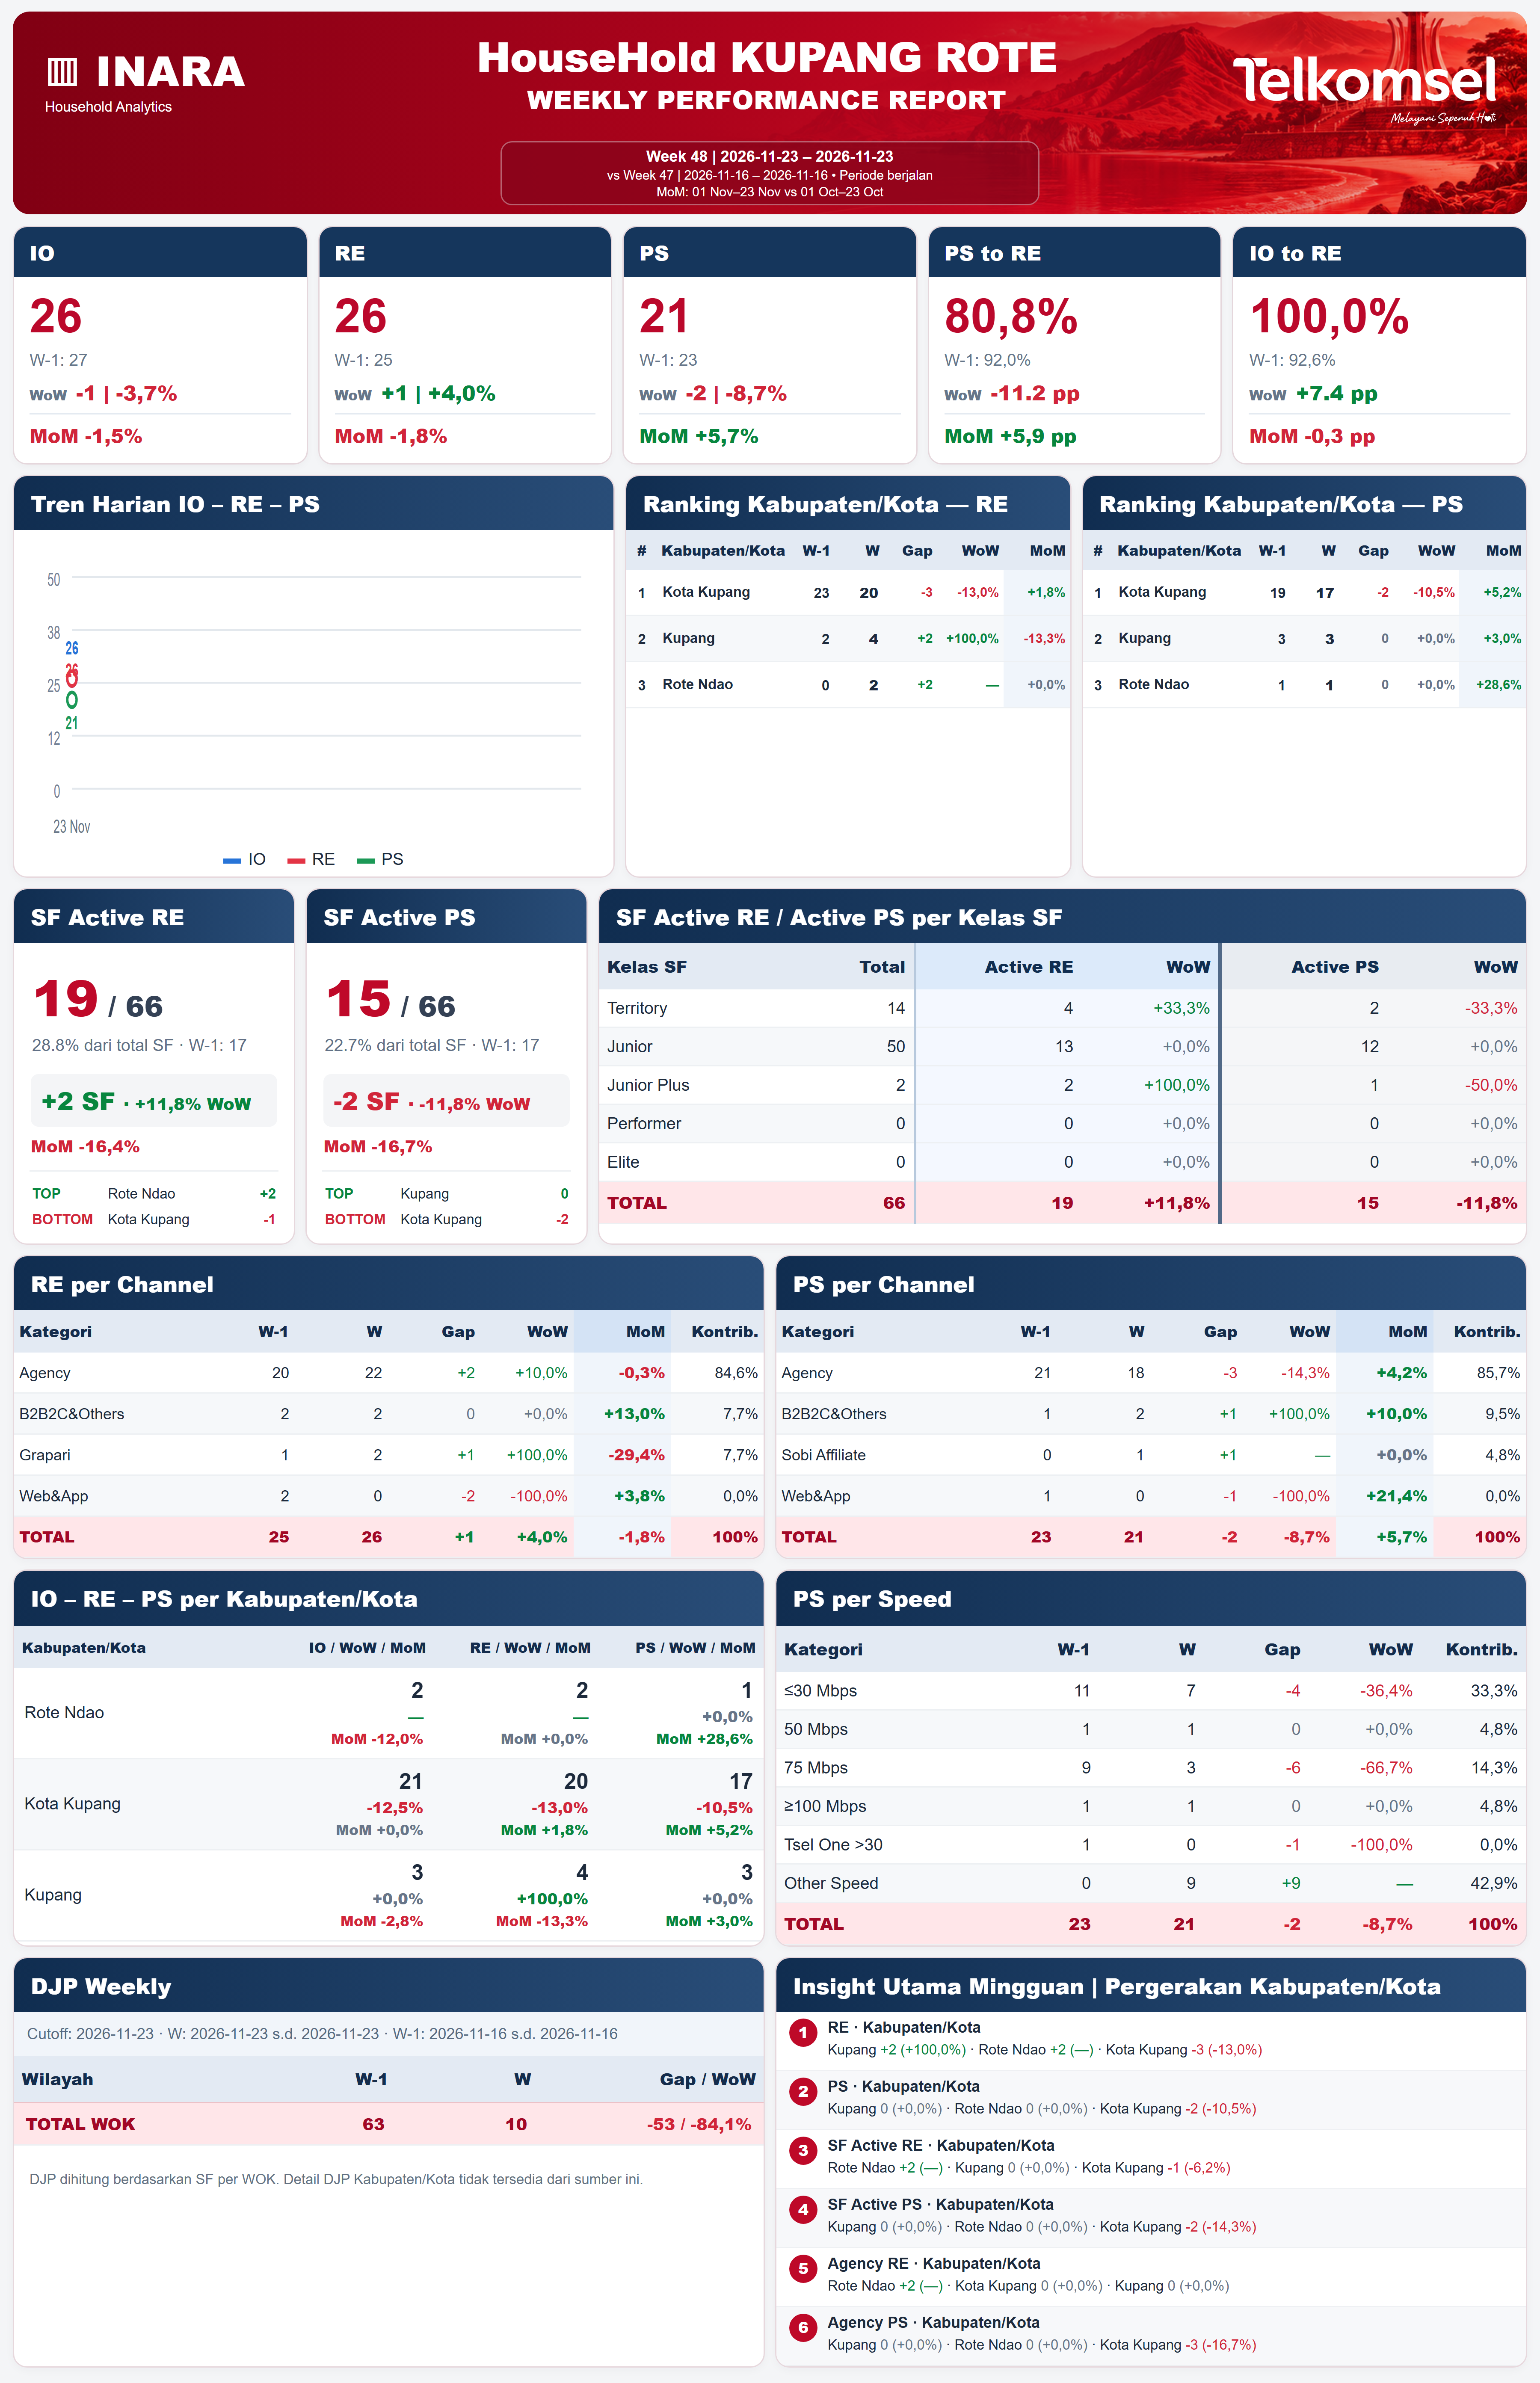 INARA
Household Analytics
HouseHold KUPANG ROTE
WEEKLY PERFORMANCE REPORT
Week 48 | 2026-11-23 – 2026-11-23
vs Week 47 | 2026-11-16 – 2026-11-16 • Periode berjalan
MoM: 01 Nov–23 Nov vs 01 Oct–23 Oct
Telkomsel
Melayani Sepenuh Hati
IO
26
W-1: 27
WoW -1 | -3,7%
MoM -1,5%
RE
26
W-1: 25
WoW +1 | +4,0%
MoM -1,8%
PS
21
W-1: 23
WoW -2 | -8,7%
MoM +5,7%
PS to RE
80,8%
W-1: 92,0%
WoW -11.2 pp
MoM +5,9 pp
IO to RE
100,0%
W-1: 92,6%
WoW +7.4 pp
MoM -0,3 pp
Tren Harian IO – RE – PS
50
38
26
26
25
21
12
0
23 Nov
IO RE PS
Ranking Kabupaten/Kota — RE
# Kabupaten/Kota W-1 W Gap WoW MoM
1 Kota Kupang 23 20 -3 -13,0% +1,8%
2 Kupang 2 4 +2 +100,0% -13,3%
3 Rote Ndao 0 2 +2 — +0,0%
Ranking Kabupaten/Kota — PS
# Kabupaten/Kota W-1 W Gap WoW MoM
1 Kota Kupang 19 17 -2 -10,5% +5,2%
2 Kupang 3 3 0 +0,0% +3,0%
3 Rote Ndao 1 1 0 +0,0% +28,6%
SF Active RE
19 / 66
28.8% dari total SF · W-1: 17
+2 SF · +11,8% WoW
MoM -16,4%
TOP Rote Ndao +2
BOTTOM Kota Kupang -1
SF Active PS
15 / 66
22.7% dari total SF · W-1: 17
-2 SF · -11,8% WoW
MoM -16,7%
TOP Kupang 0
BOTTOM Kota Kupang -2
SF Active RE / Active PS per Kelas SF
Kelas SF Total Active RE WoW Active PS WoW
Territory 14 4 +33,3% 2 -33,3%
Junior 50 13 +0,0% 12 +0,0%
Junior Plus 2 2 +100,0% 1 -50,0%
Performer 0 0 +0,0% 0 +0,0%
Elite 0 0 +0,0% 0 +0,0%
TOTAL 66 19 +11,8% 15 -11,8%
RE per Channel
Kategori W-1 W Gap WoW MoM Kontrib.
Agency 20 22 +2 +10,0% -0,3% 84,6%
B2B2C&Others 2 2 0 +0,0% +13,0% 7,7%
Grapari 1 2 +1 +100,0% -29,4% 7,7%
Web&App 2 0 -2 -100,0% +3,8% 0,0%
TOTAL 25 26 +1 +4,0% -1,8% 100%
PS per Channel
Kategori W-1 W Gap WoW MoM Kontrib.
Agency 21 18 -3 -14,3% +4,2% 85,7%
B2B2C&Others 1 2 +1 +100,0% +10,0% 9,5%
Sobi Affiliate 0 1 +1 — +0,0% 4,8%
Web&App 1 0 -1 -100,0% +21,4% 0,0%
TOTAL 23 21 -2 -8,7% +5,7% 100%
IO – RE – PS per Kabupaten/Kota
Kabupaten/Kota IO / WoW / MoM RE / WoW / MoM PS / WoW / MoM
2 2 1
Rote Ndao — — +0,0%
MoM -12,0% MoM +0,0% MoM +28,6%
21 20 17
Kota Kupang -12,5% -13,0% -10,5%
MoM +0,0% MoM +1,8% MoM +5,2%
3 4 3
Kupang +0,0% +100,0% +0,0%
MoM -2,8% MoM -13,3% MoM +3,0%
PS per Speed
Kategori W-1 W Gap WoW Kontrib.
≤30 Mbps 11 7 -4 -36,4% 33,3%
50 Mbps 1 1 0 +0,0% 4,8%
75 Mbps 9 3 -6 -66,7% 14,3%
≥100 Mbps 1 1 0 +0,0% 4,8%
Tsel One >30 1 0 -1 -100,0% 0,0%
Other Speed 0 9 +9 — 42,9%
TOTAL 23 21 -2 -8,7% 100%
DJP Weekly
Cutoff: 2026-11-23 · W: 2026-11-23 s.d. 2026-11-23 · W-1: 2026-11-16 s.d. 2026-11-16
Wilayah W-1 W Gap / WoW
TOTAL WOK 63 10 -53 / -84,1%
DJP dihitung berdasarkan SF per WOK. Detail DJP Kabupaten/Kota tidak tersedia dari sumber ini.
Insight Utama Mingguan | Pergerakan Kabupaten/Kota
1 RE · Kabupaten/Kota
Kupang +2 (+100,0%) · Rote Ndao +2 (—) · Kota Kupang -3 (-13,0%)
2 PS · Kabupaten/Kota
Kupang 0 (+0,0%) · Rote Ndao 0 (+0,0%) · Kota Kupang -2 (-10,5%)
3 SF Active RE · Kabupaten/Kota
Rote Ndao +2 (—) · Kupang 0 (+0,0%) · Kota Kupang -1 (-6,2%)
4 SF Active PS · Kabupaten/Kota
Kupang 0 (+0,0%) · Rote Ndao 0 (+0,0%) · Kota Kupang -2 (-14,3%)
5 Agency RE · Kabupaten/Kota
Rote Ndao +2 (—) · Kota Kupang 0 (+0,0%) · Kupang 0 (+0,0%)
6 Agency PS · Kabupaten/Kota
Kupang 0 (+0,0%) · Rote Ndao 0 (+0,0%) · Kota Kupang -3 (-16,7%)